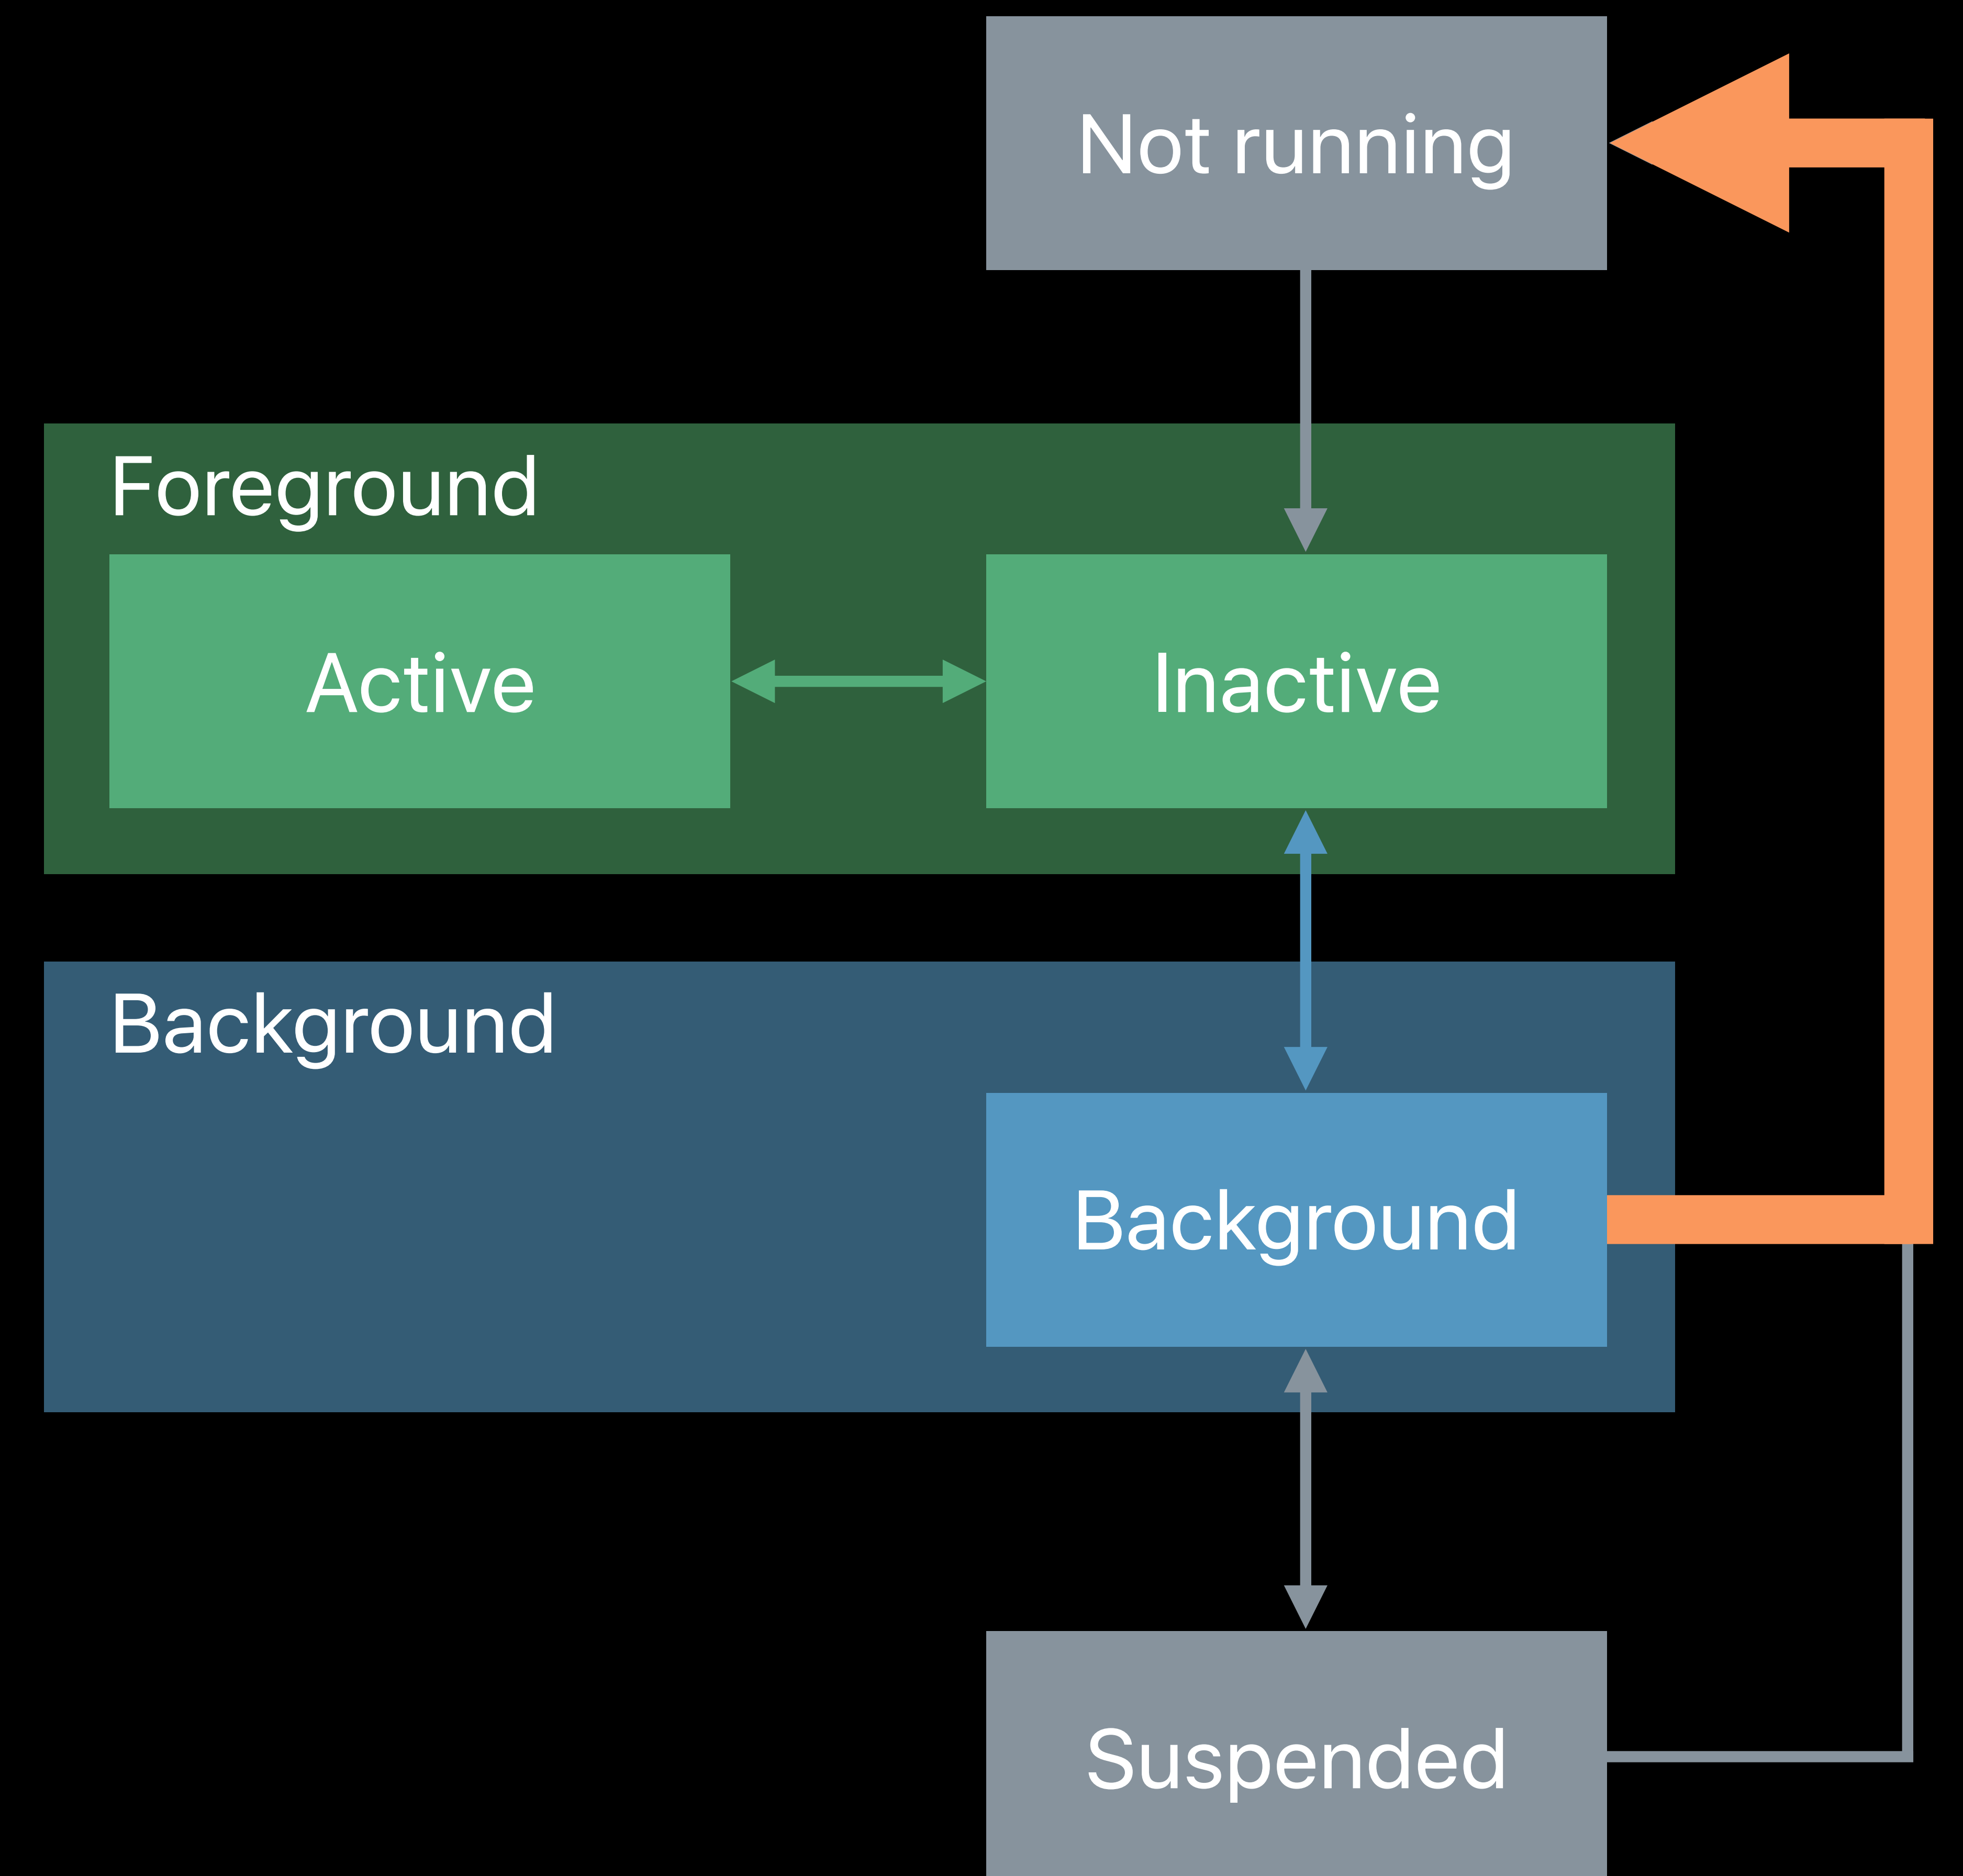 Not running
Foreground
Active
Inactive
Background
Background
Suspended